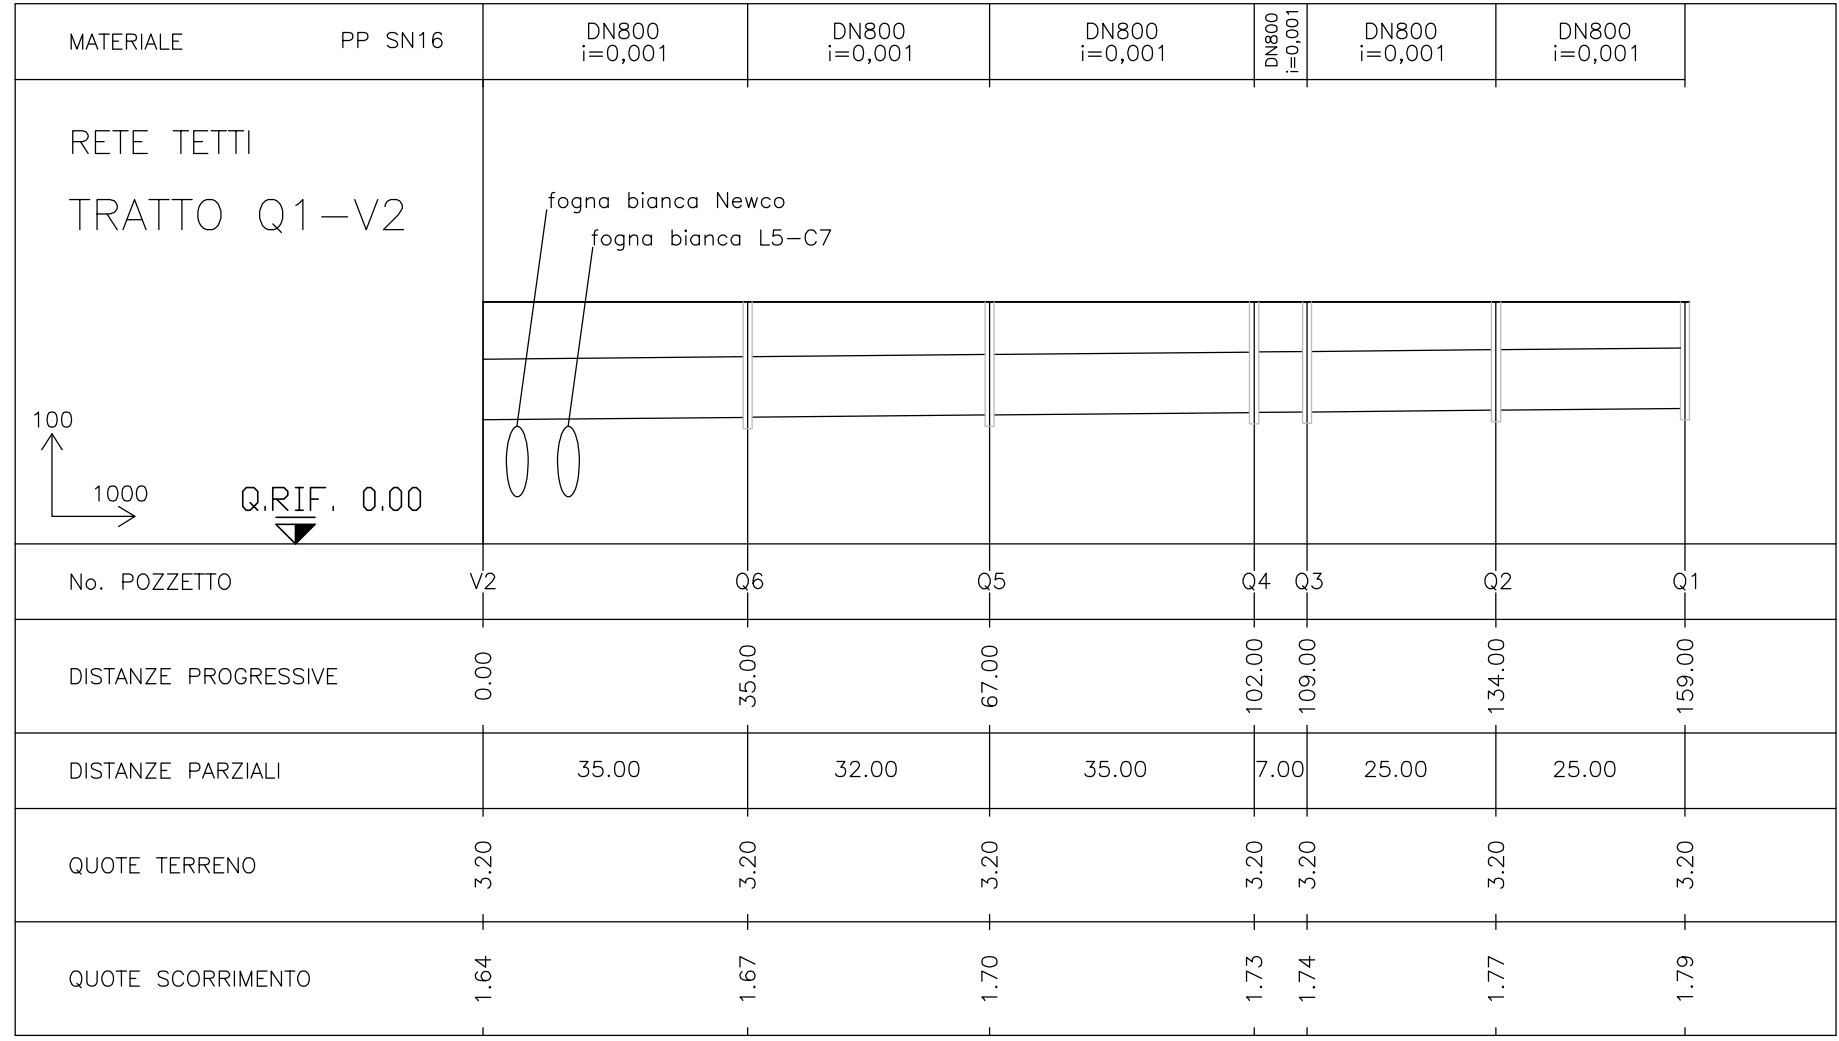 MATERIALE PP SN16 DN800 DN800 DN800 DN800 DN800 DN800
i=0,001 i=0,001 i=0,001 i=0,001 i=0,001 i=0,001
RETE TETTI
TRATTO Q1-V2
fogna bianca Newco
fogna bianca L5-C7
100
1000
Q.RIF. 0.00
No. POZZETTO V2 Q6 Q5 Q4 Q3 Q2 Q1
DISTANZE PROGRESSIVE 0.00 35.00 67.00 102.00 109.00 134.00 159.00
DISTANZE PARZIALI 35.00 32.00 35.00 7.00 25.00 25.00
QUOTE TERRENO 3.20 3.20 3.20 3.20 3.20 3.20 3.20
QUOTE SCORRIMENTO 1.64 1.67 1.70 1.73 1.74 1.77 1.79